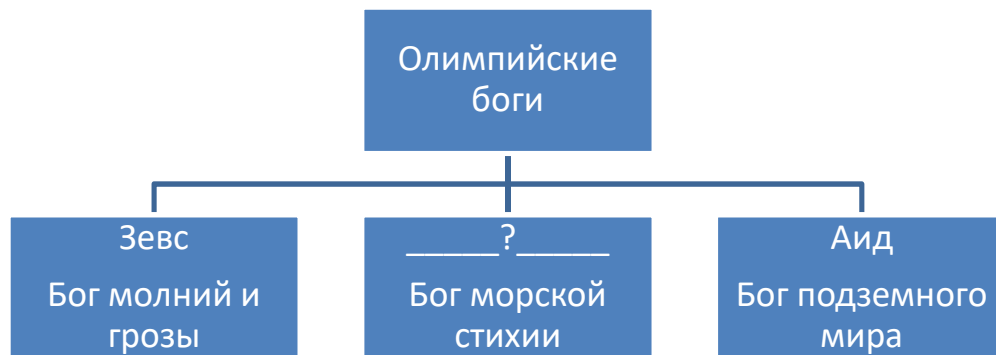 Олимпийские
боги
Зевс
Бог молний и
грозы
_____?_____
Бог морской
стихии
Аид
Бог подземного
мира